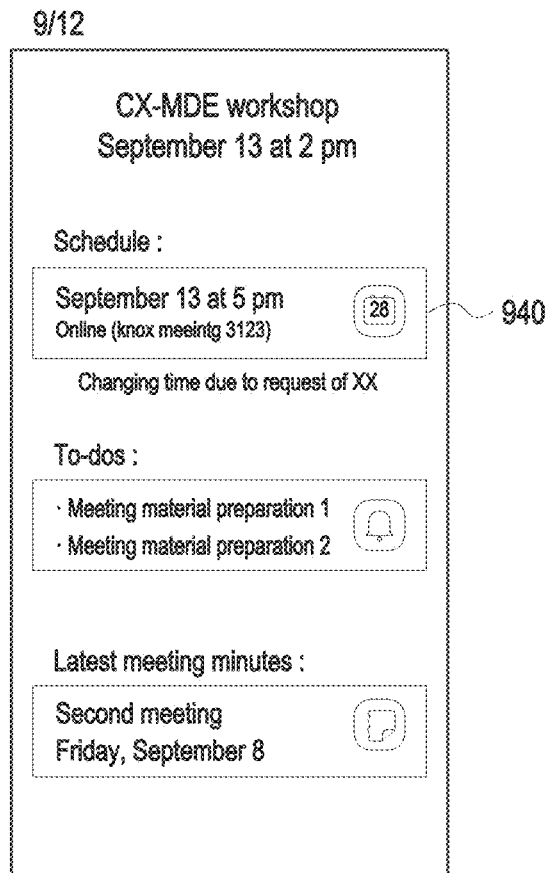 9/12
CX-MDE workshop
September 13 at 2 pm
Schedule :
September 13 at 5 pm
Online (knox meeintg 3123)
28
940
Changing time due to request of XX
To-dos :
· Meeting material preparation 1
· Meeting material preparation 2
Latest meeting minutes :
Second meeting
Friday, September 8